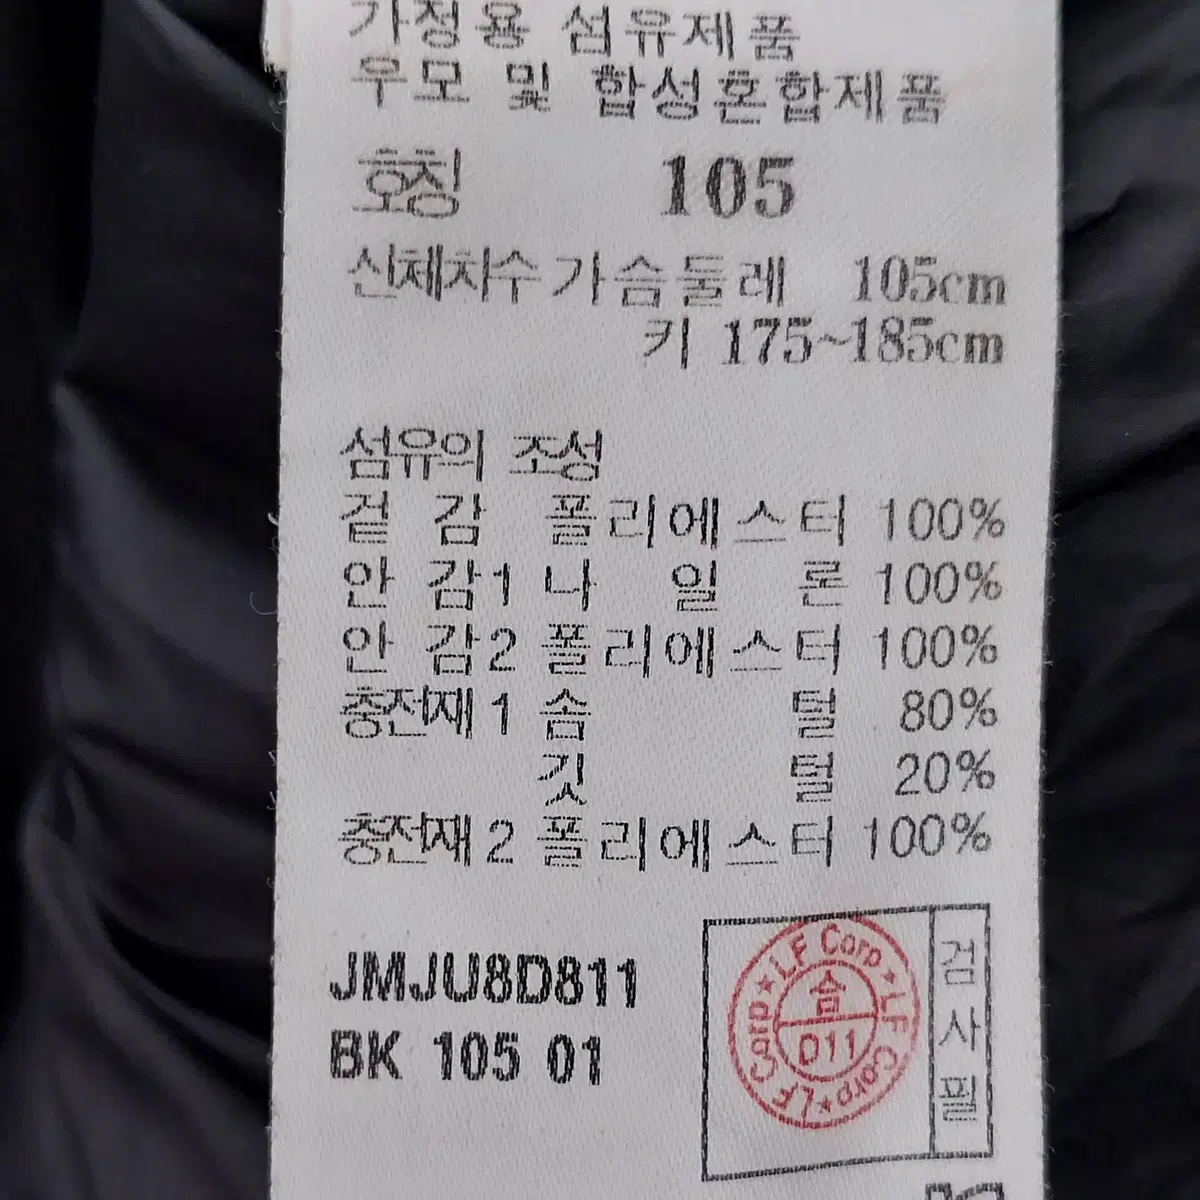 가정용 섬유제품
우모 및 합성혼합제품
호칭 105
신체치수 가슴둘레 105cm
키 175~185cm
섬유의 조성
겉 감 폴리에스터 100%
안 감1 나 일 론 100%
안 감2 폴리에스터 100%
충전재1 솜 털 80%
깃 털 20%
충전재2 폴리에스터 100%
JMJU8D811
BK 105 01
LF Corp ★ LF Corp ★ LF Corp ★
합
D11
검사필